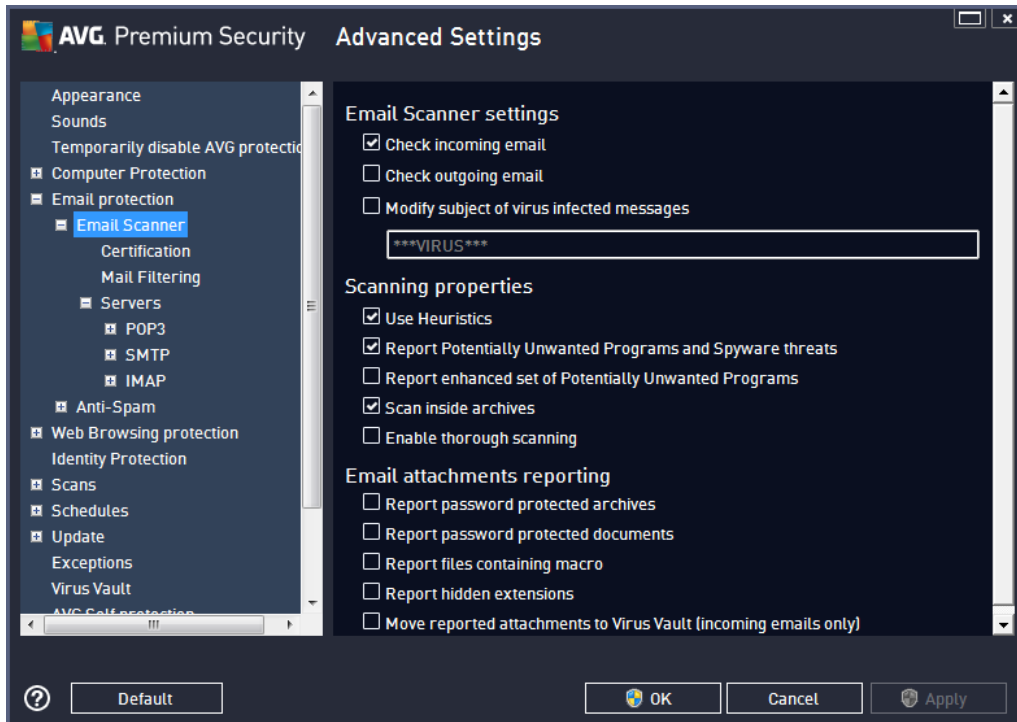 AVG. Premium Security Advanced Settings
Appearance
Sounds
Temporarily disable AVG protectio
Computer Protection
Email protection
Email Scanner
Certification
Mail Filtering
Servers
POP3
SMTP
IMAP
Anti-Spam
Web Browsing protection
Identity Protection
Scans
Schedules
Update
Exceptions
Virus Vault
AVG Self protection
Email Scanner settings
Check incoming email
Check outgoing email
Modify subject of virus infected messages
***VIRUS***
Scanning properties
Use Heuristics
Report Potentially Unwanted Programs and Spyware threats
Report enhanced set of Potentially Unwanted Programs
Scan inside archives
Enable thorough scanning
Email attachments reporting
Report password protected archives
Report password protected documents
Report files containing macro
Report hidden extensions
Move reported attachments to Virus Vault (incoming emails only)
Default
OK
Cancel
Apply